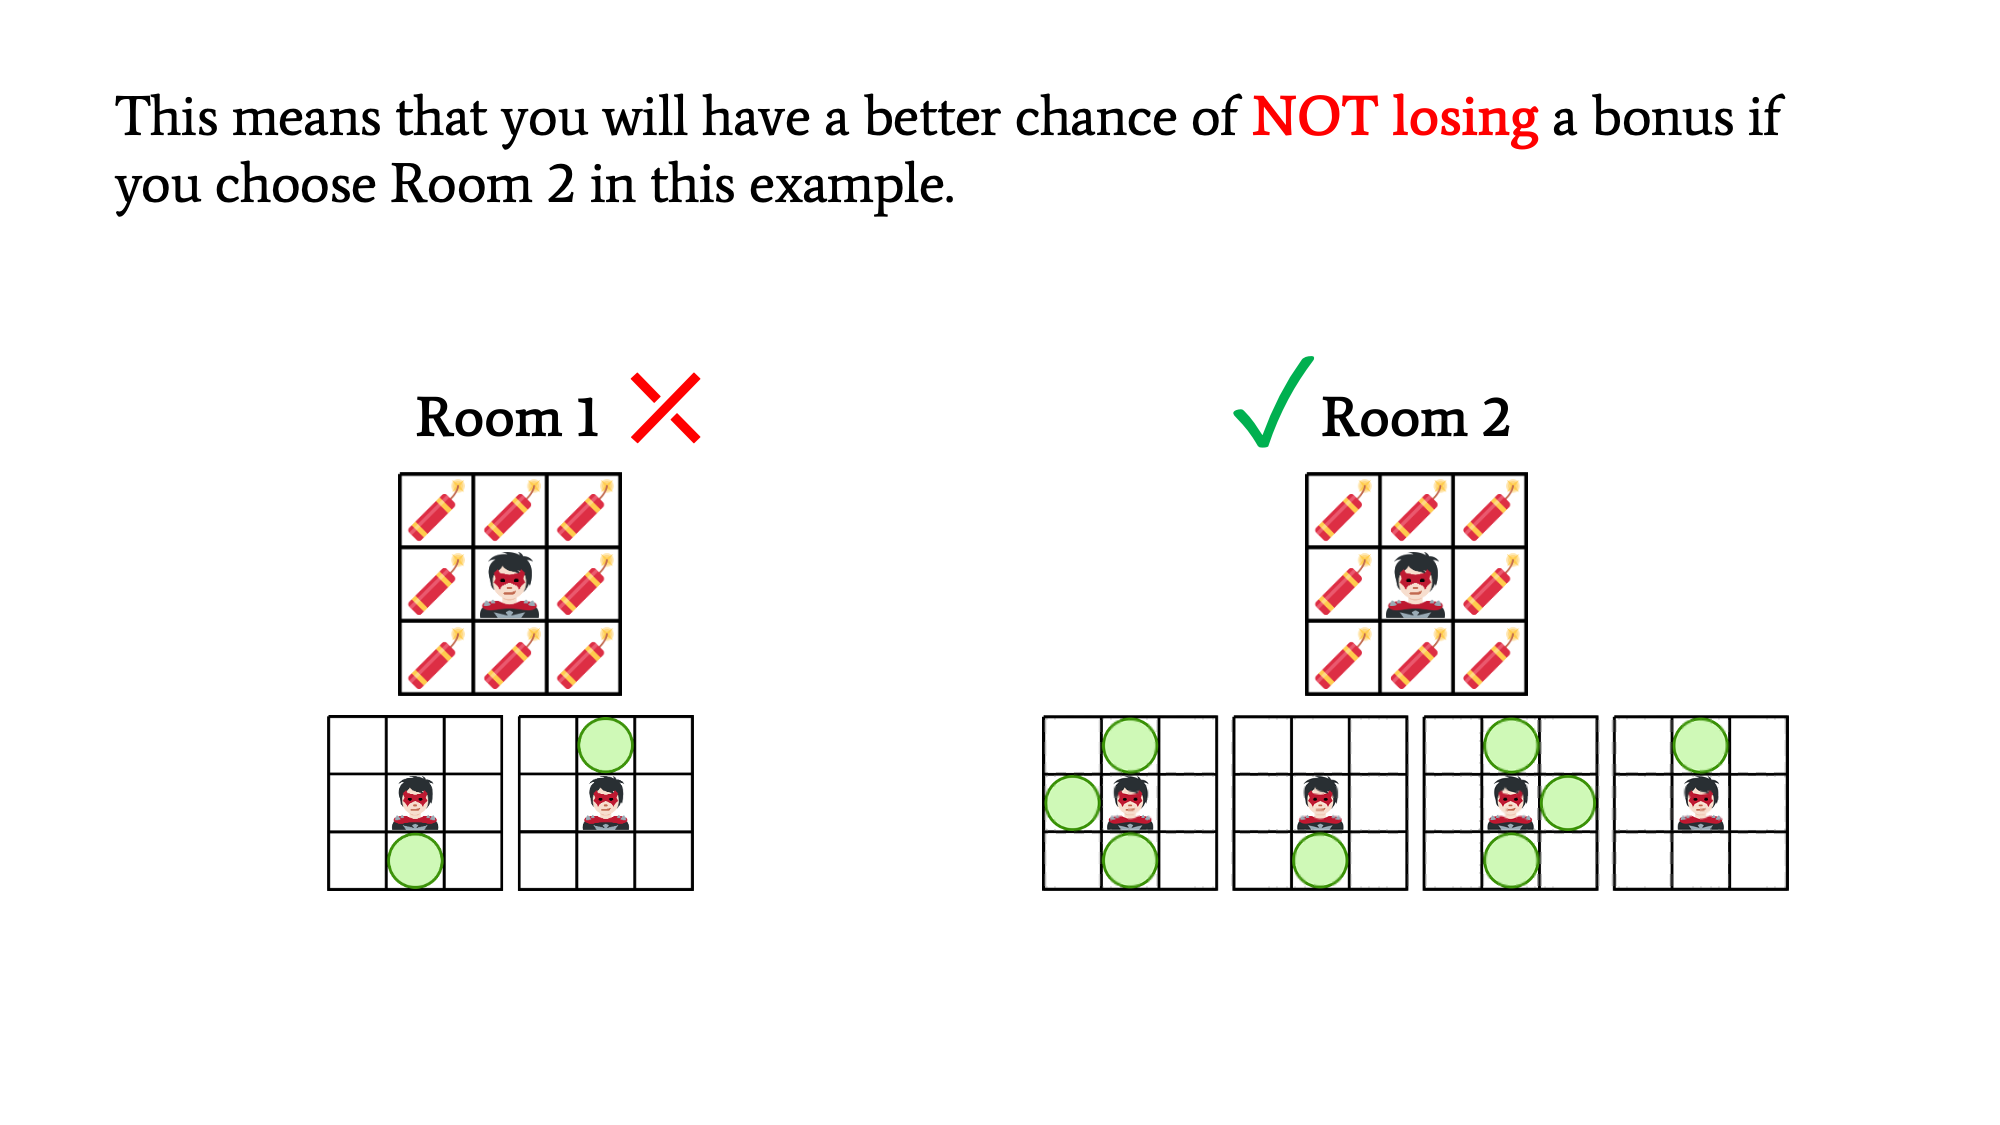 This means that you will have a better chance of NOT losing a bonus if
you choose Room 2 in this example.
Room 1
Room 2